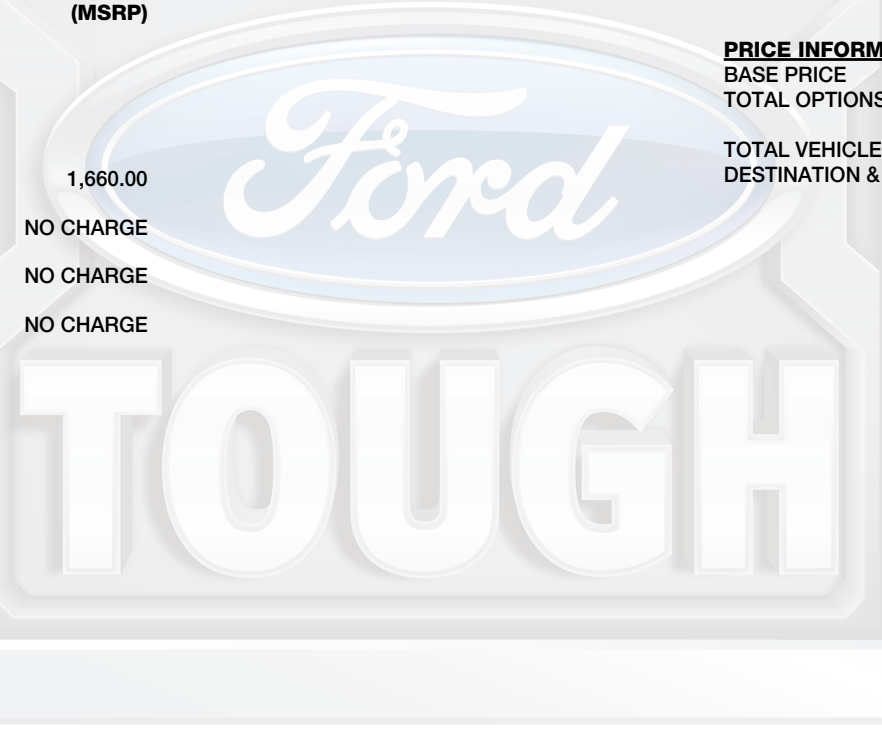 (MSRP)
PRICE INFORM
BASE PRICE
TOTAL OPTIONS
TOTAL VEHICLE
DESTINATION &
1,660.00
NO CHARGE
NO CHARGE
NO CHARGE
Ford
TOUGH